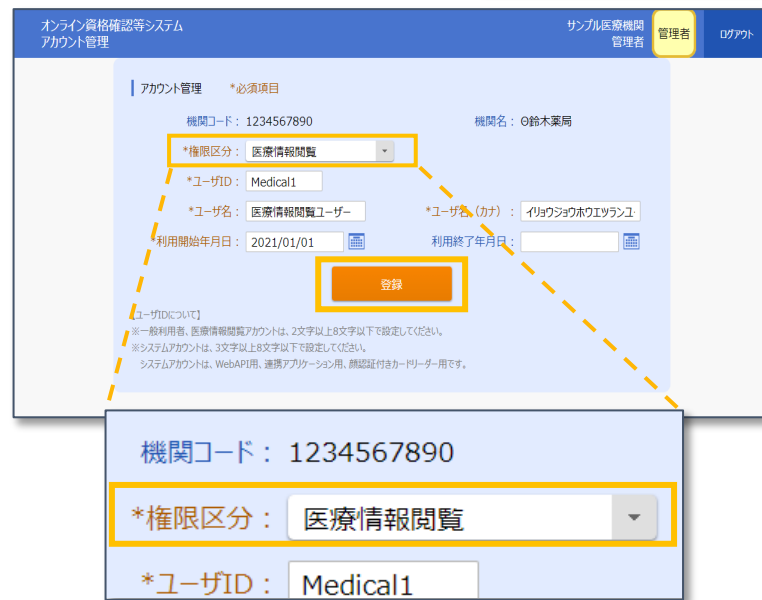 オンライン資格確認等システム
アカウント管理
サンプル医療機関
管理者
管理者
ログアウト
アカウント管理 *必須項目
機関コード： 1234567890 機関名： Θ鈴木薬局
*権限区分： 医療情報閲覧
*ユーザID： Medical1
*ユーザ名： 医療情報閲覧ユーザー *ユーザ名（カナ）： イリョウジョウホウエツランユ
*利用開始年月日： 2021/01/01 利用終了年月日：
登録
【ユーザIDについて】
※一般利用者、医療情報閲覧アカウントは、2文字以上8文字以下で設定してください。
※システムアカウントは、3文字以上8文字以下で設定してください。
システムアカウントは、WebAPI用、連携アプリケーション用、顔認証付きカードリーダー用です。
機関コード： 1234567890
*権限区分： 医療情報閲覧
*ユーザID： Medical1